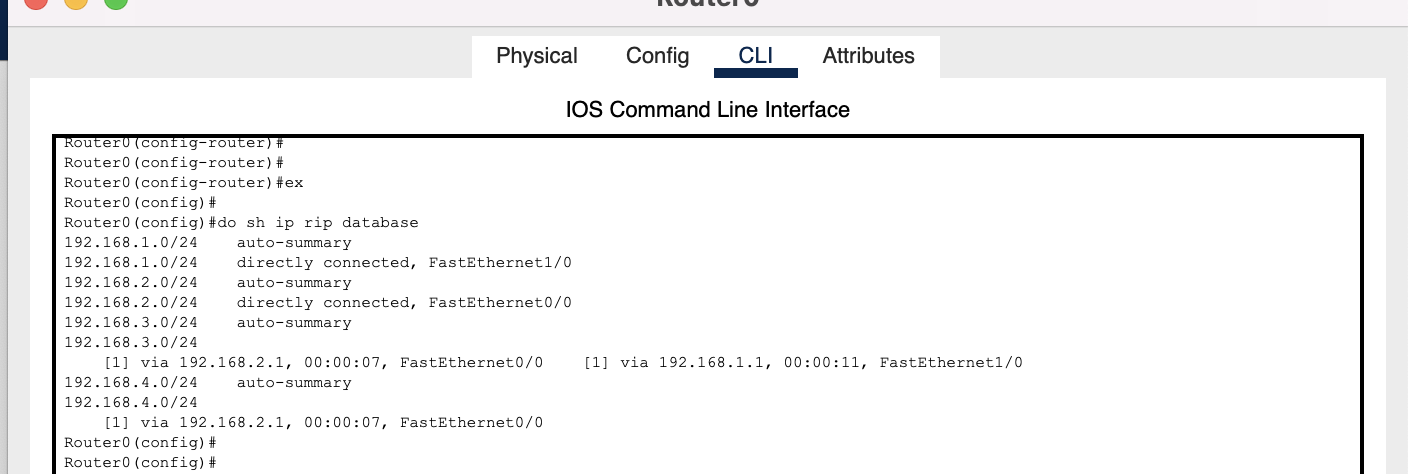 Router0
Physical Config CLI Attributes
IOS Command Line Interface
Router0(config-router)#
Router0(config-router)#
Router0(config-router)#ex
Router0(config)#
Router0(config)#do sh ip rip database
192.168.1.0/24    auto-summary
192.168.1.0/24    directly connected, FastEthernet1/0
192.168.2.0/24    auto-summary
192.168.2.0/24    directly connected, FastEthernet0/0
192.168.3.0/24    auto-summary
192.168.3.0/24
    [1] via 192.168.2.1, 00:00:07, FastEthernet0/0    [1] via 192.168.1.1, 00:00:11, FastEthernet1/0
192.168.4.0/24    auto-summary
192.168.4.0/24
    [1] via 192.168.2.1, 00:00:07, FastEthernet0/0
Router0(config)#
Router0(config)#